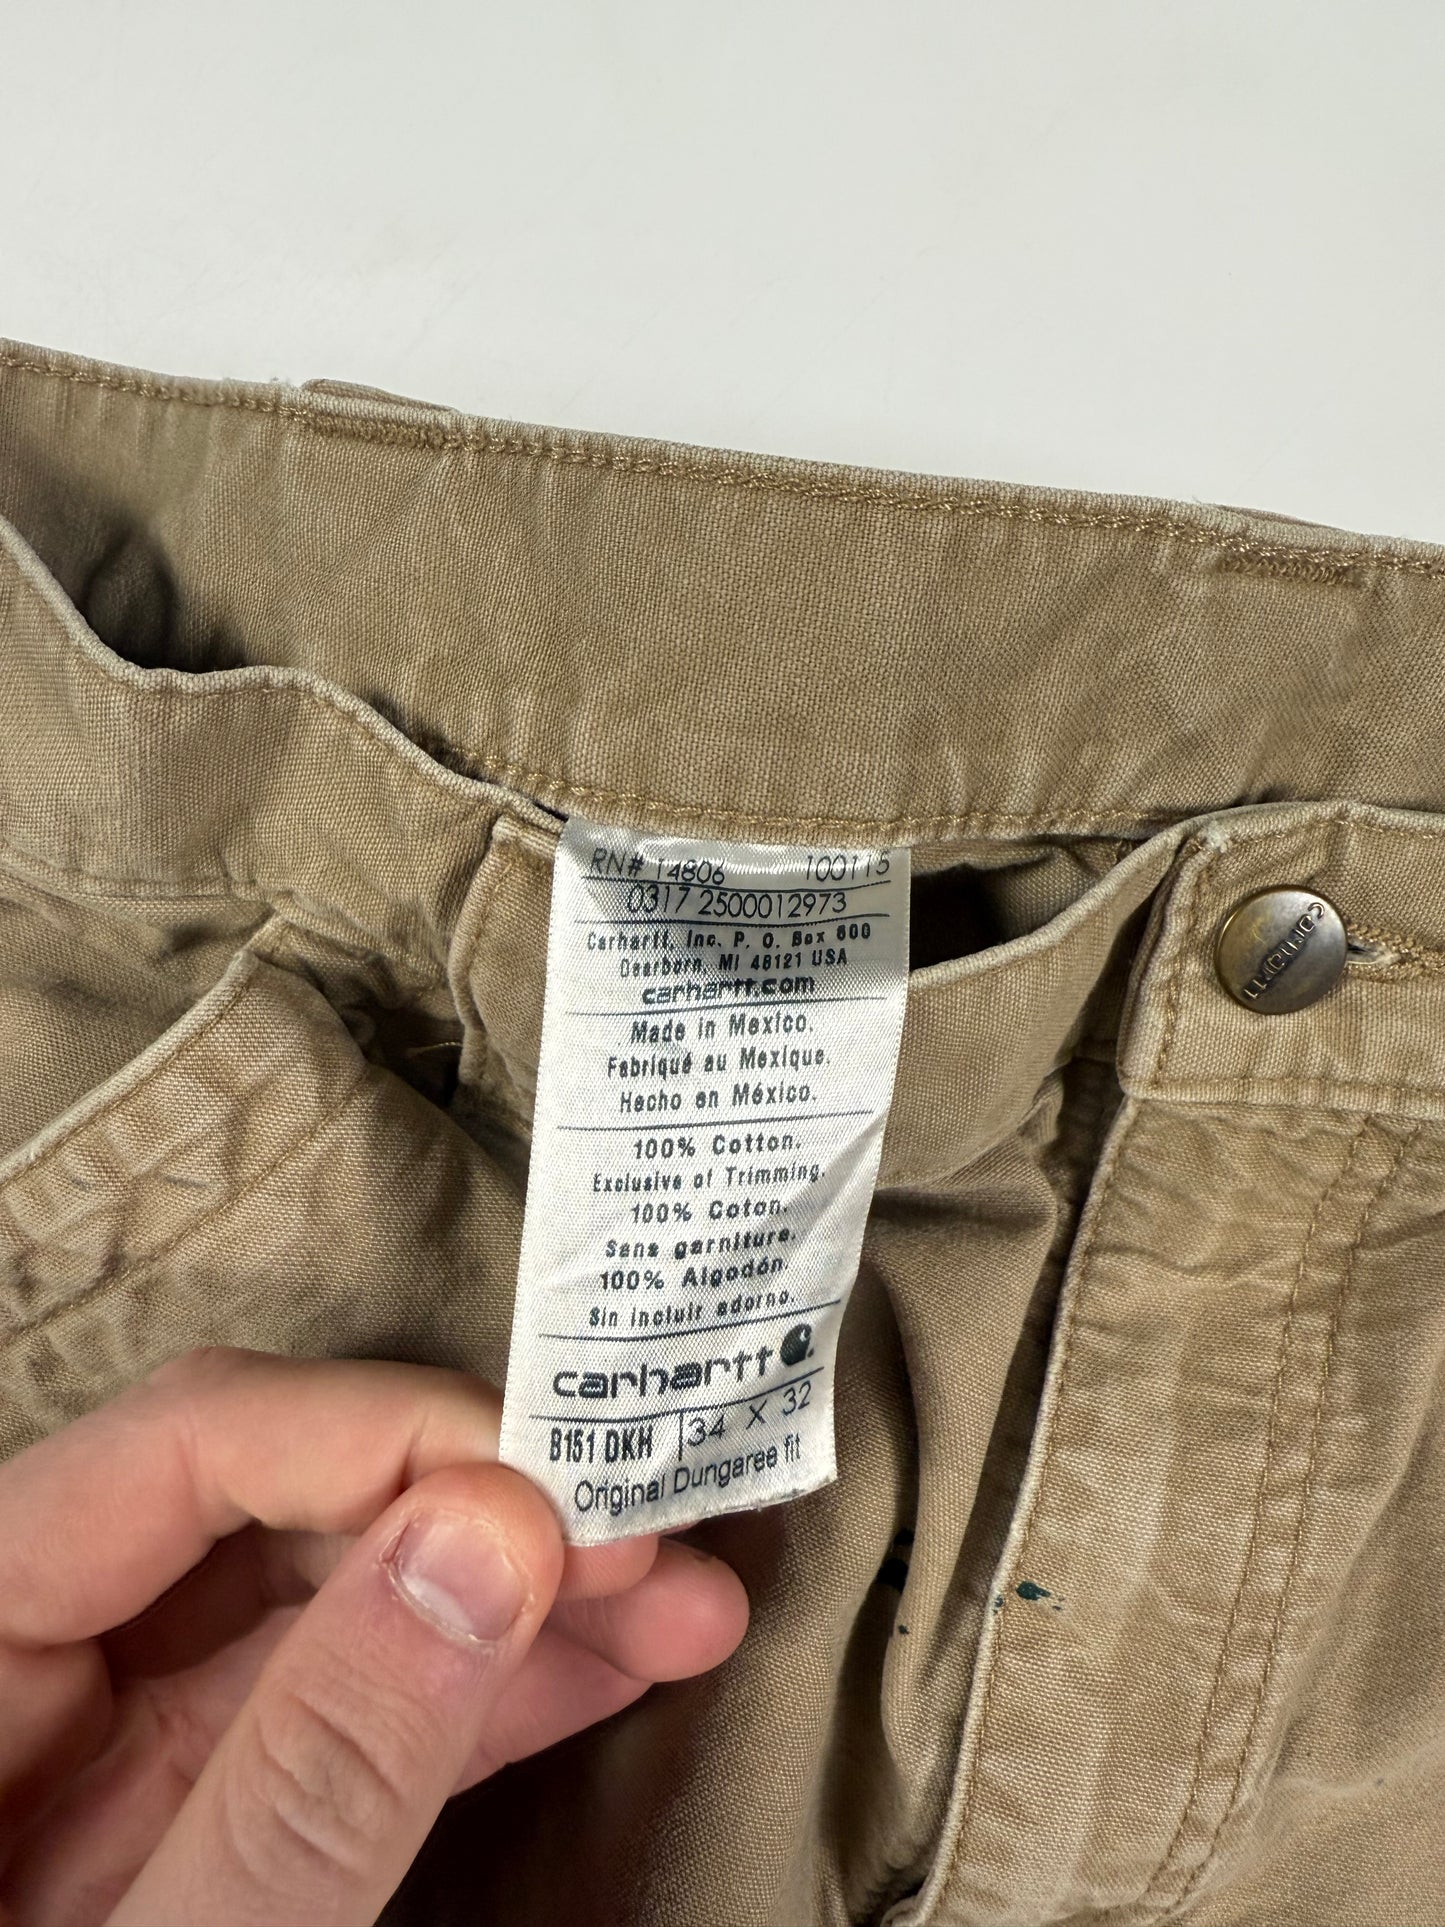 RN# 14806 100115
0317 2500012973
Carhartt, Inc. P. O. Box 600
Dearborn, MI 48121 USA
carhartt.com
Made in Mexico.
Fabriqué au Mexique.
Hecho en México.
100% Cotton.
Exclusive of Trimming.
100% Coton.
Sans garniture.
100% Algodón.
Sin incluir adorno.
carhartt
B151 DKH 34 X 32
Original Dungaree fit
CARHARTT